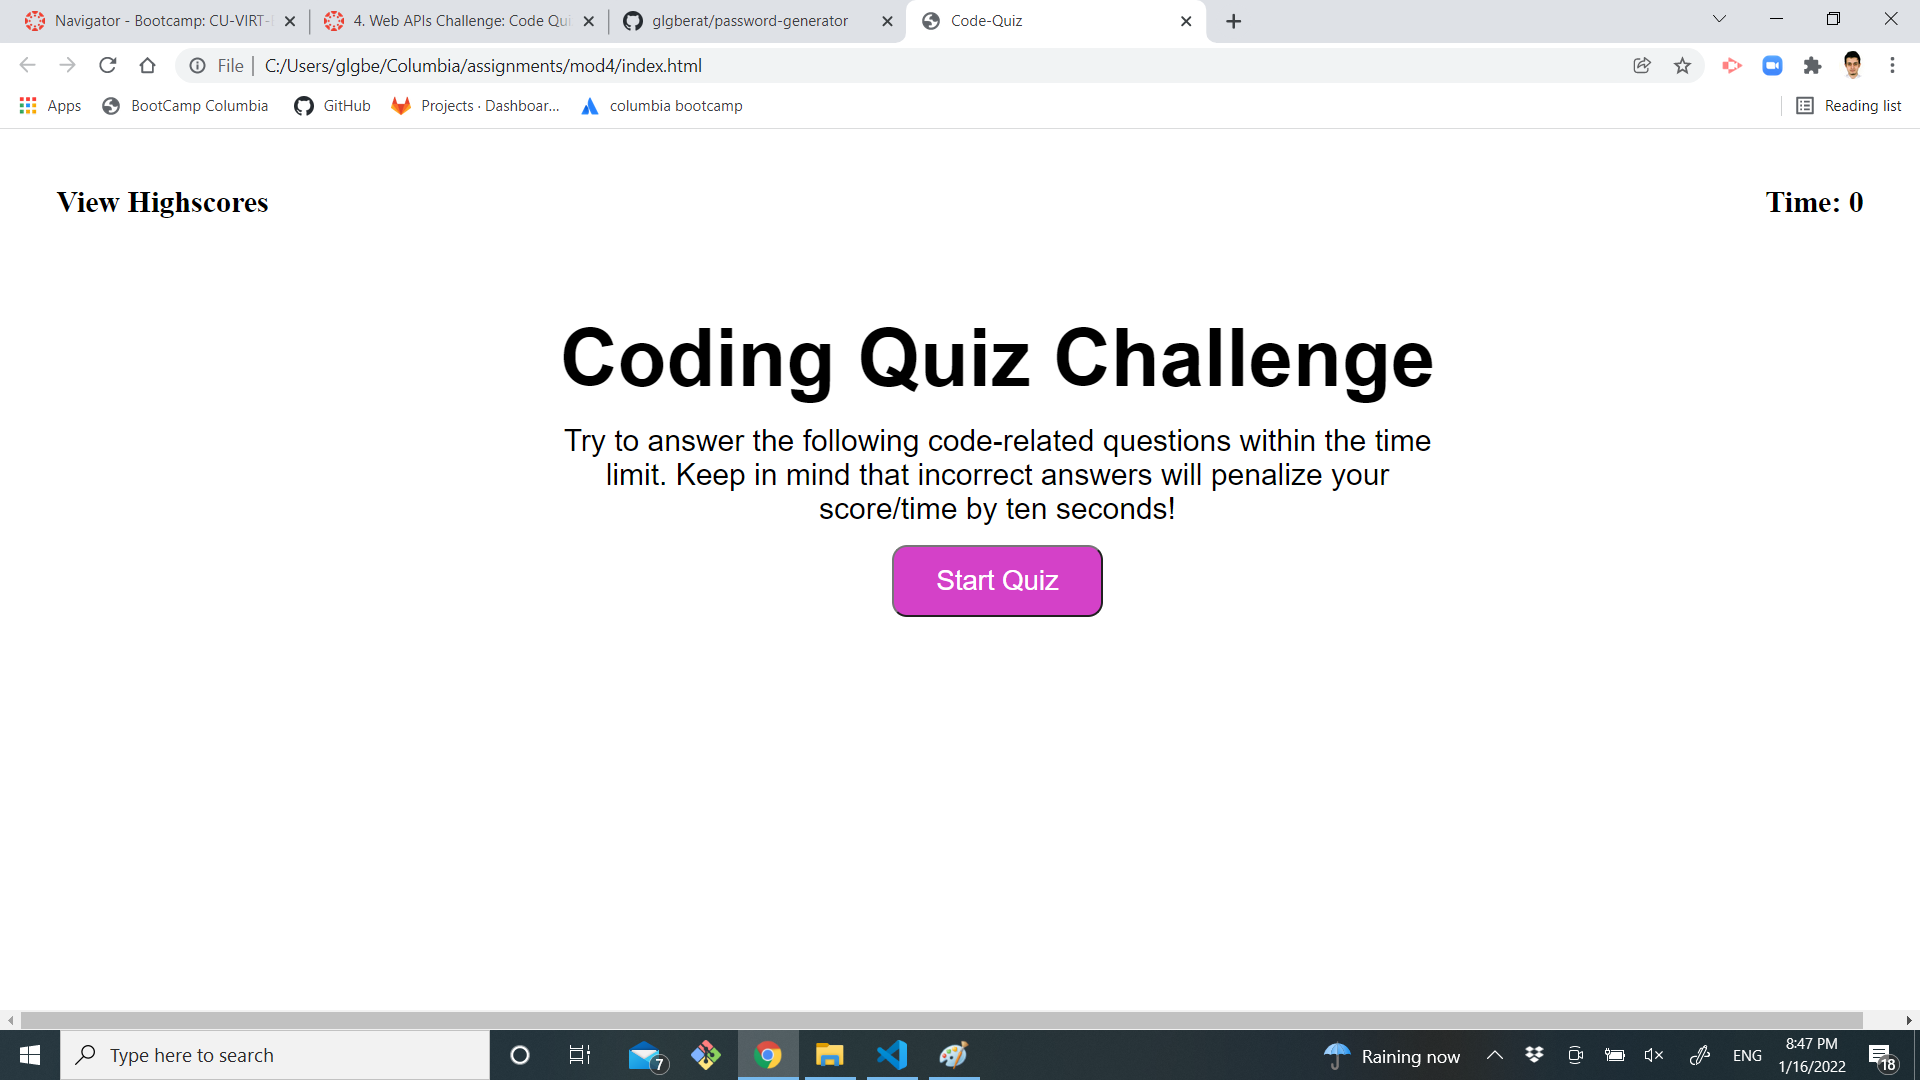 Navigator - Bootcamp: CU-VIRT-
4. Web APIs Challenge: Code Qui
glgberat/password-generator
Code-Quiz
File | C:/Users/glgbe/Columbia/assignments/mod4/index.html
Apps
BootCamp Columbia
GitHub
Projects · Dashboar...
columbia bootcamp
Reading list
View Highscores
Time: 0
Coding Quiz Challenge
Try to answer the following code-related questions within the time
limit. Keep in mind that incorrect answers will penalize your
score/time by ten seconds!
Start Quiz
Type here to search
7
Raining now
ENG
8:47 PM
1/16/2022
18